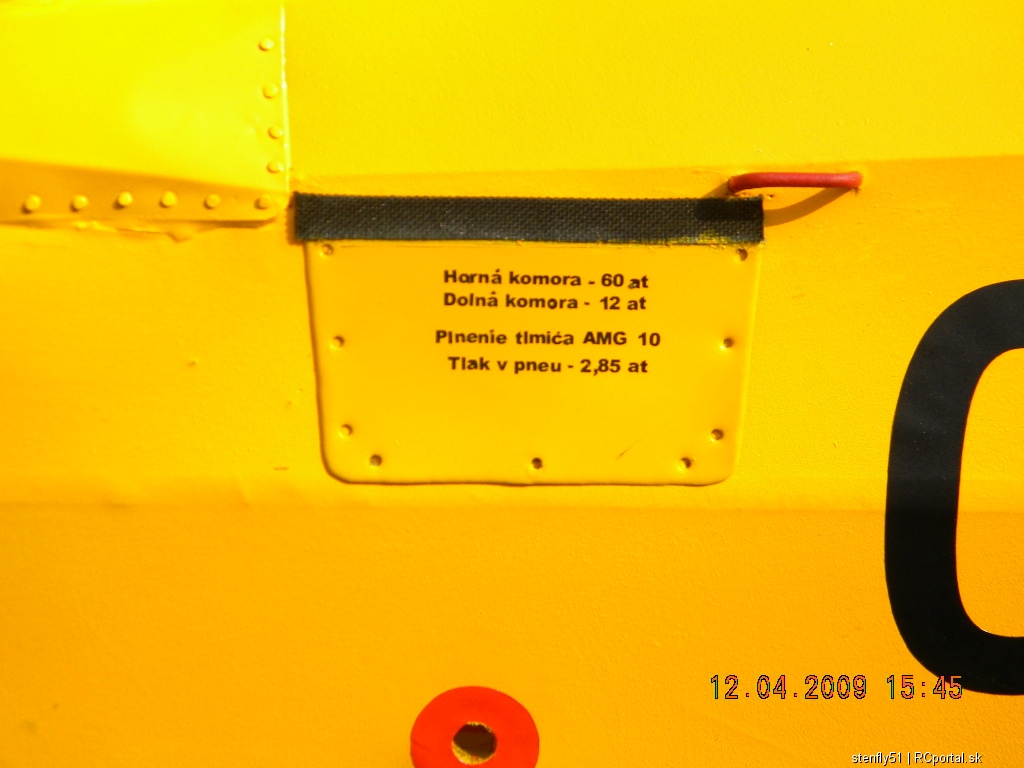 Horná komora - 60 at
Dolná komora - 12 at
Plnenie tlmiča AMG 10
Tlak v pneu - 2,85 at
12.04.2009 15:45
stenfly51 | RCportal.sk